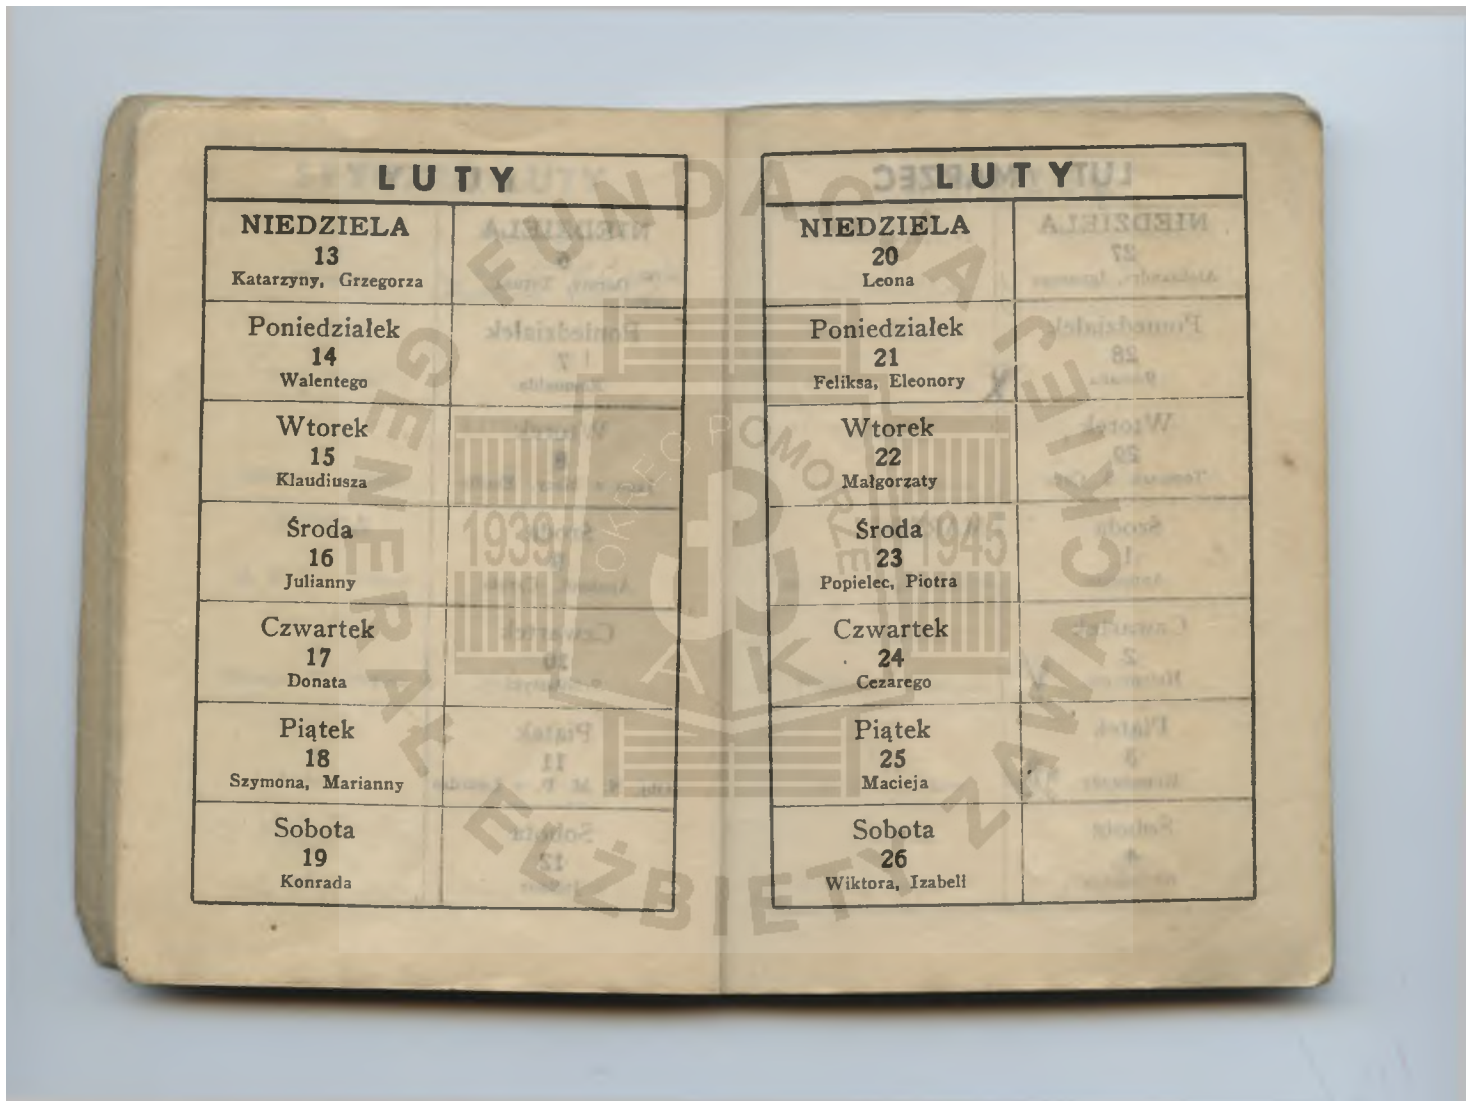 LUTY
NIEDZIELA
13
Katarzyny, Grzegorza
Poniedziałek
14
Walentego
Wtorek
15
Klaudiusza
Środa
16
Julianny
Czwartek
17
Donata
Piątek
18
Szymona, Marianny
Sobota
19
Konrada
LUTY
NIEDZIELA
20
Leona
Poniedziałek
21
Feliksa, Eleonory
Wtorek
22
Małgorzaty
Środa
23
Popielec, Piotra
Czwartek
24
Cezarego
Piątek
25
Macieja
Sobota
26
Wiktora, Izabeli
FUNDACJA
GENERAŁ ELŻBIETY ZAWACKIEJ
OKRĘG POMORZE
1939
1945
AK